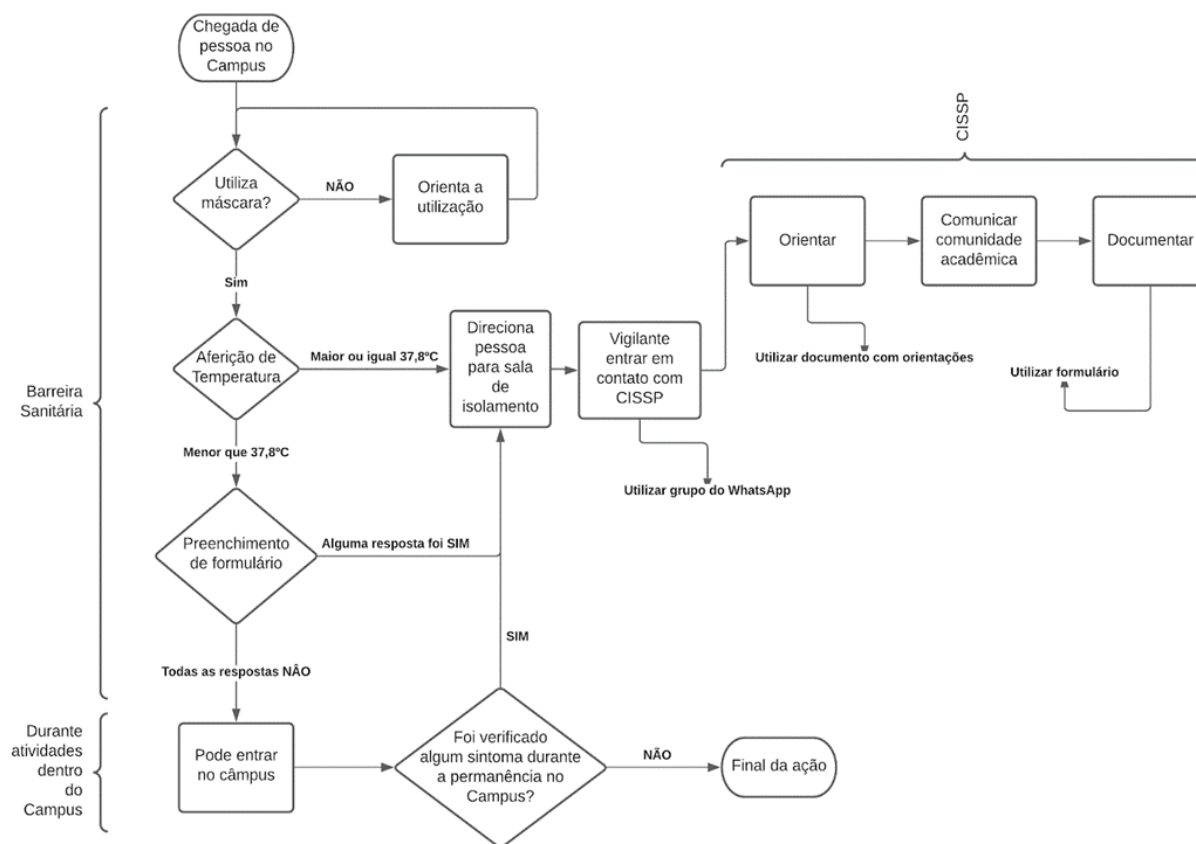 Chegada de
pessoa no
Campus
CISSP
Utiliza
máscara?
NÃO
Orienta a
utilização
Orientar
Comunicar
comunidade
acadêmica
Documentar
Sim
Utilizar documento com orientações
Utilizar formulário
Barreira
Sanitária
Aferição de
Temperatura
Maior ou igual 37,8ºC
Direciona
pessoa
para sala
de
isolamento
Vigilante
entrar em
contato com
CISSP
Utilizar grupo do WhatsApp
Menor que 37,8ºC
Preenchimento
de formulário
Alguma resposta foi SIM
SIM
Todas as respostas NÂO
Durante
atividades
dentro
do
Campus
Pode entrar
no câmpus
Foi verificado
algum sintoma durante
a permanência no
Campus?
NÃO
Final da ação